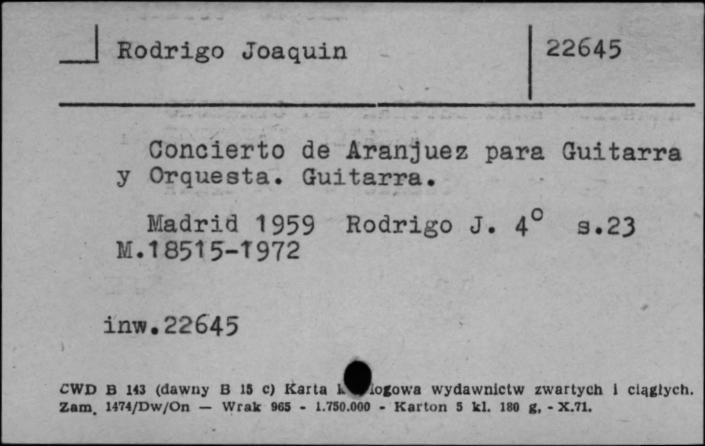 Rodrigo Joaquin 22645
Concierto de Aranjuez para Guitarra
y Orquesta. Guitarra.
Madrid 1959 Rodrigo J. 4° s.23
M.18515-1972
inw.22645
CWD B 143 (dawny B 15 c) Karta wydawnictw zwartych i ciągłych.
Zam. 1474/Dw/On — Wrak 965 - 1.750.000 - Karton 5 kl. 180 g. - X.71.